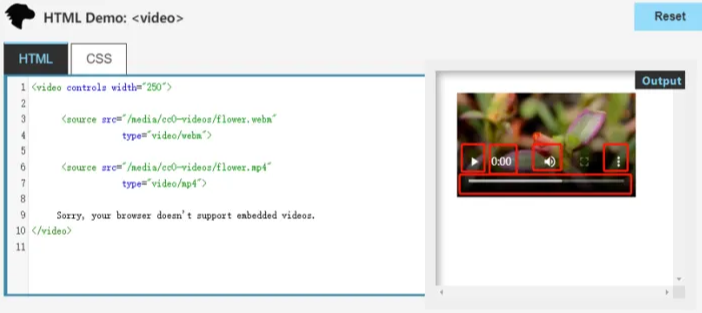 HTML Demo: <video>
Reset
HTML
CSS
1 <video controls width="250">
2
3 <source src="/media/cc0-videos/flower.webm"
4 type="video/webm">
5
6 <source src="/media/cc0-videos/flower.mp4"
7 type="video/mp4">
8
9 Sorry, your browser doesn't support embedded videos.
10 </video>
11
Output
0:00